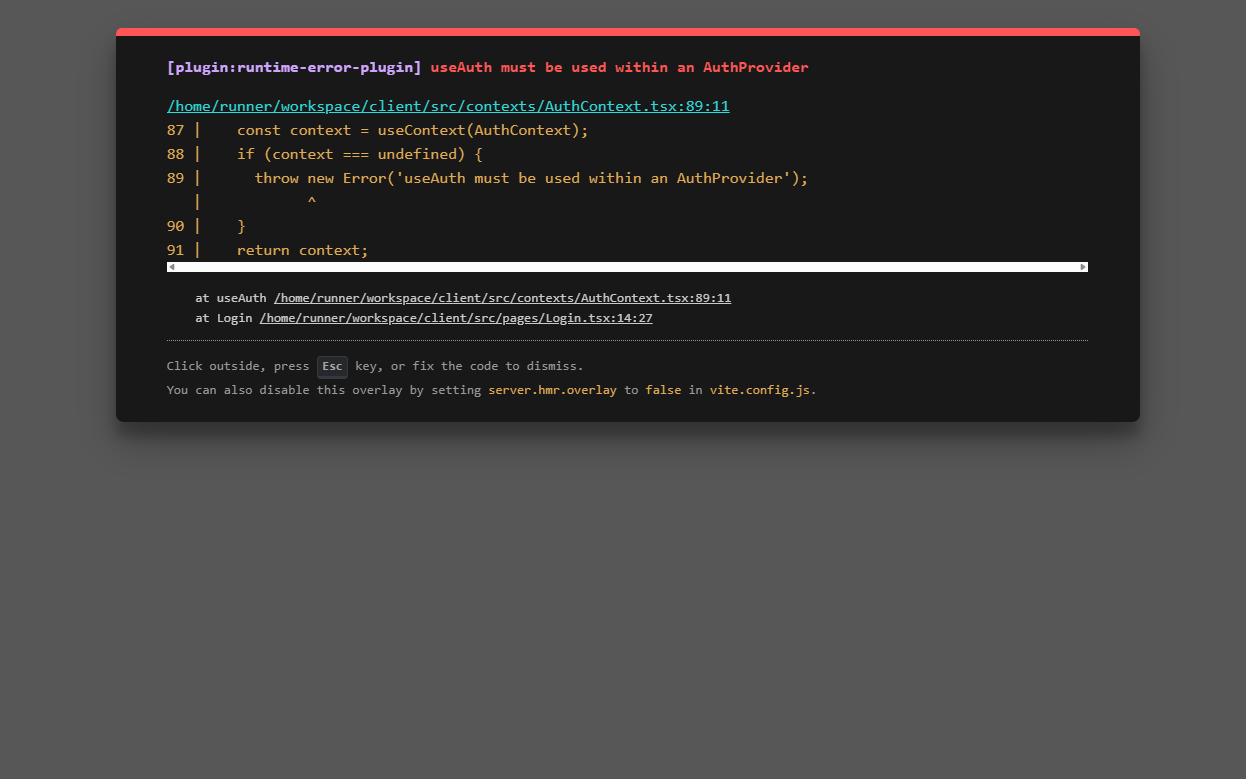 [plugin:runtime-error-plugin] useAuth must be used within an AuthProvider
/home/runner/workspace/client/src/contexts/AuthContext.tsx:89:11
87 |    const context = useContext(AuthContext);
88 |    if (context === undefined) {
89 |      throw new Error('useAuth must be used within an AuthProvider');
   |            ^
90 |    }
91 |    return context;
at useAuth /home/runner/workspace/client/src/contexts/AuthContext.tsx:89:11
at Login /home/runner/workspace/client/src/pages/Login.tsx:14:27
Click outside, press Esc key, or fix the code to dismiss.
You can also disable this overlay by setting server.hmr.overlay to false in vite.config.js.